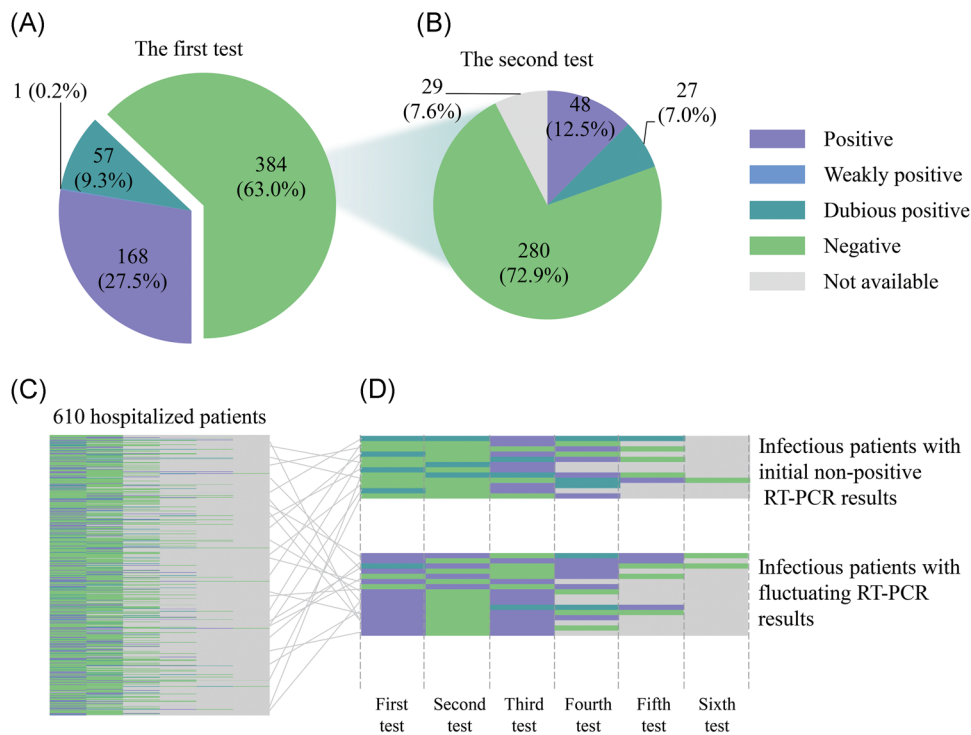 (A)
The first test
1 (0.2%)
57
(9.3%)
384
(63.0%)
168
(27.5%)
(B)
The second test
29
(7.6%)
48
(12.5%)
27
(7.0%)
280
(72.9%)
Positive
Weakly positive
Dubious positive
Negative
Not available
(C)
610 hospitalized patients
(D)
Infectious patients with
initial non-positive
RT-PCR results
Infectious patients with
fluctuating RT-PCR
results
First
test
Second
test
Third
test
Fourth
test
Fifth
test
Sixth
test